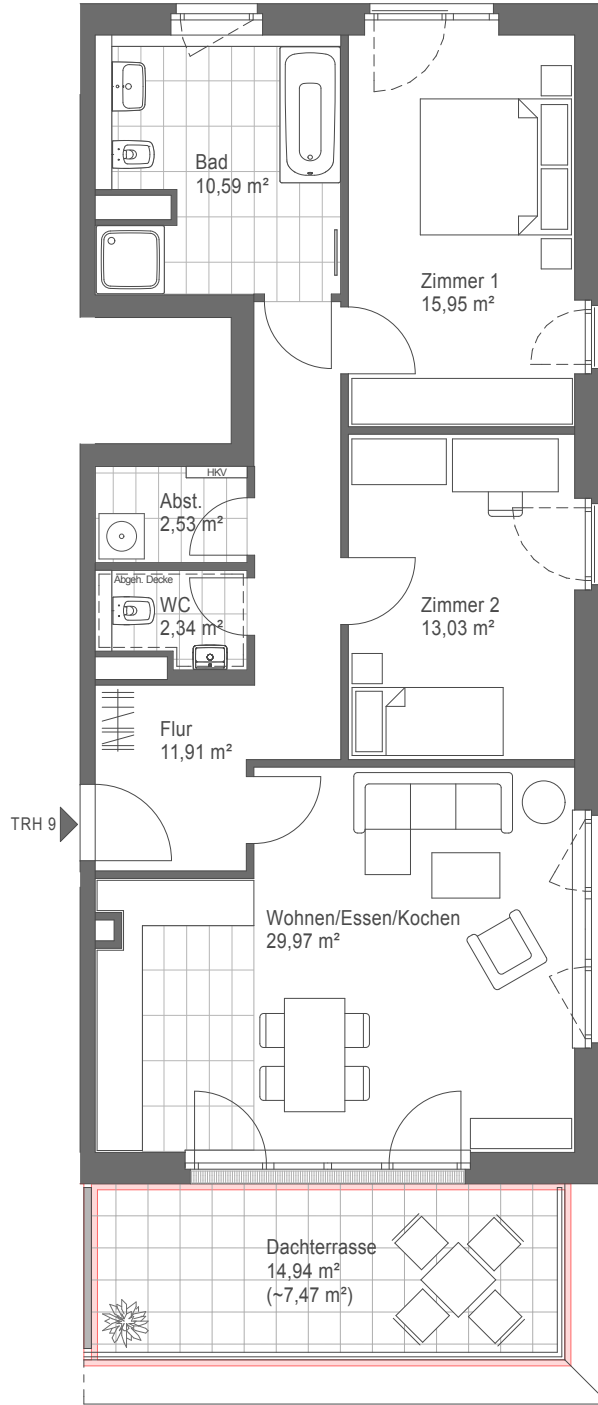 Bad
10,59 m²
Zimmer 1
15,95 m²
HKV
Abst.
2,53 m²
Abgeh. Decke
WC
2,34 m²
Zimmer 2
13,03 m²
Flur
11,91 m²
TRH 9
Wohnen/Essen/Kochen
29,97 m²
Dachterrasse
14,94 m²
(~7,47 m²)